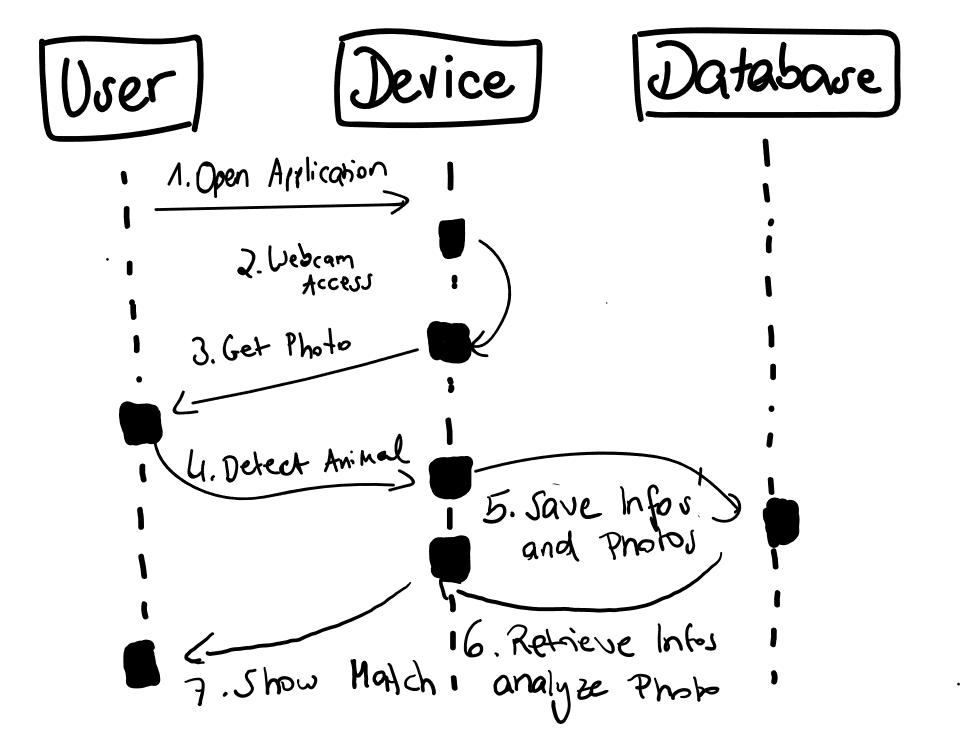 User
Device
Database
1. Open Application
2. Webcam
Access
3. Get Photo
4. Detect Animal
5. Save Infos
and Photos
6. Retrieve Infos
analyze Photo
7. Show Match